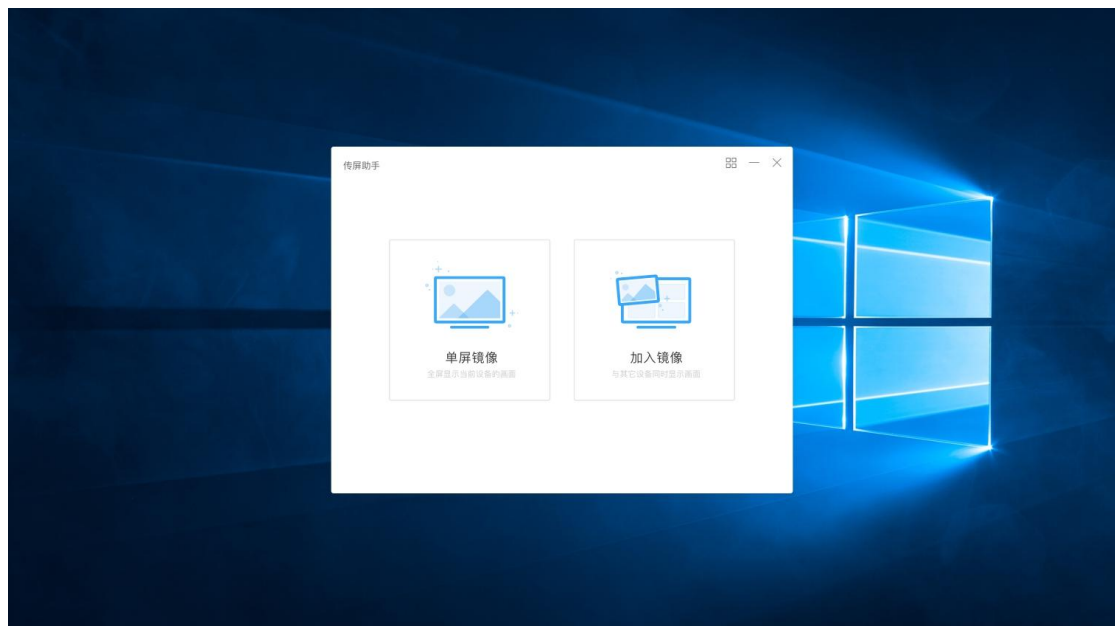 传屏助手
单屏镜像
全屏显示当前设备的画面
加入镜像
与其它设备同时显示画面